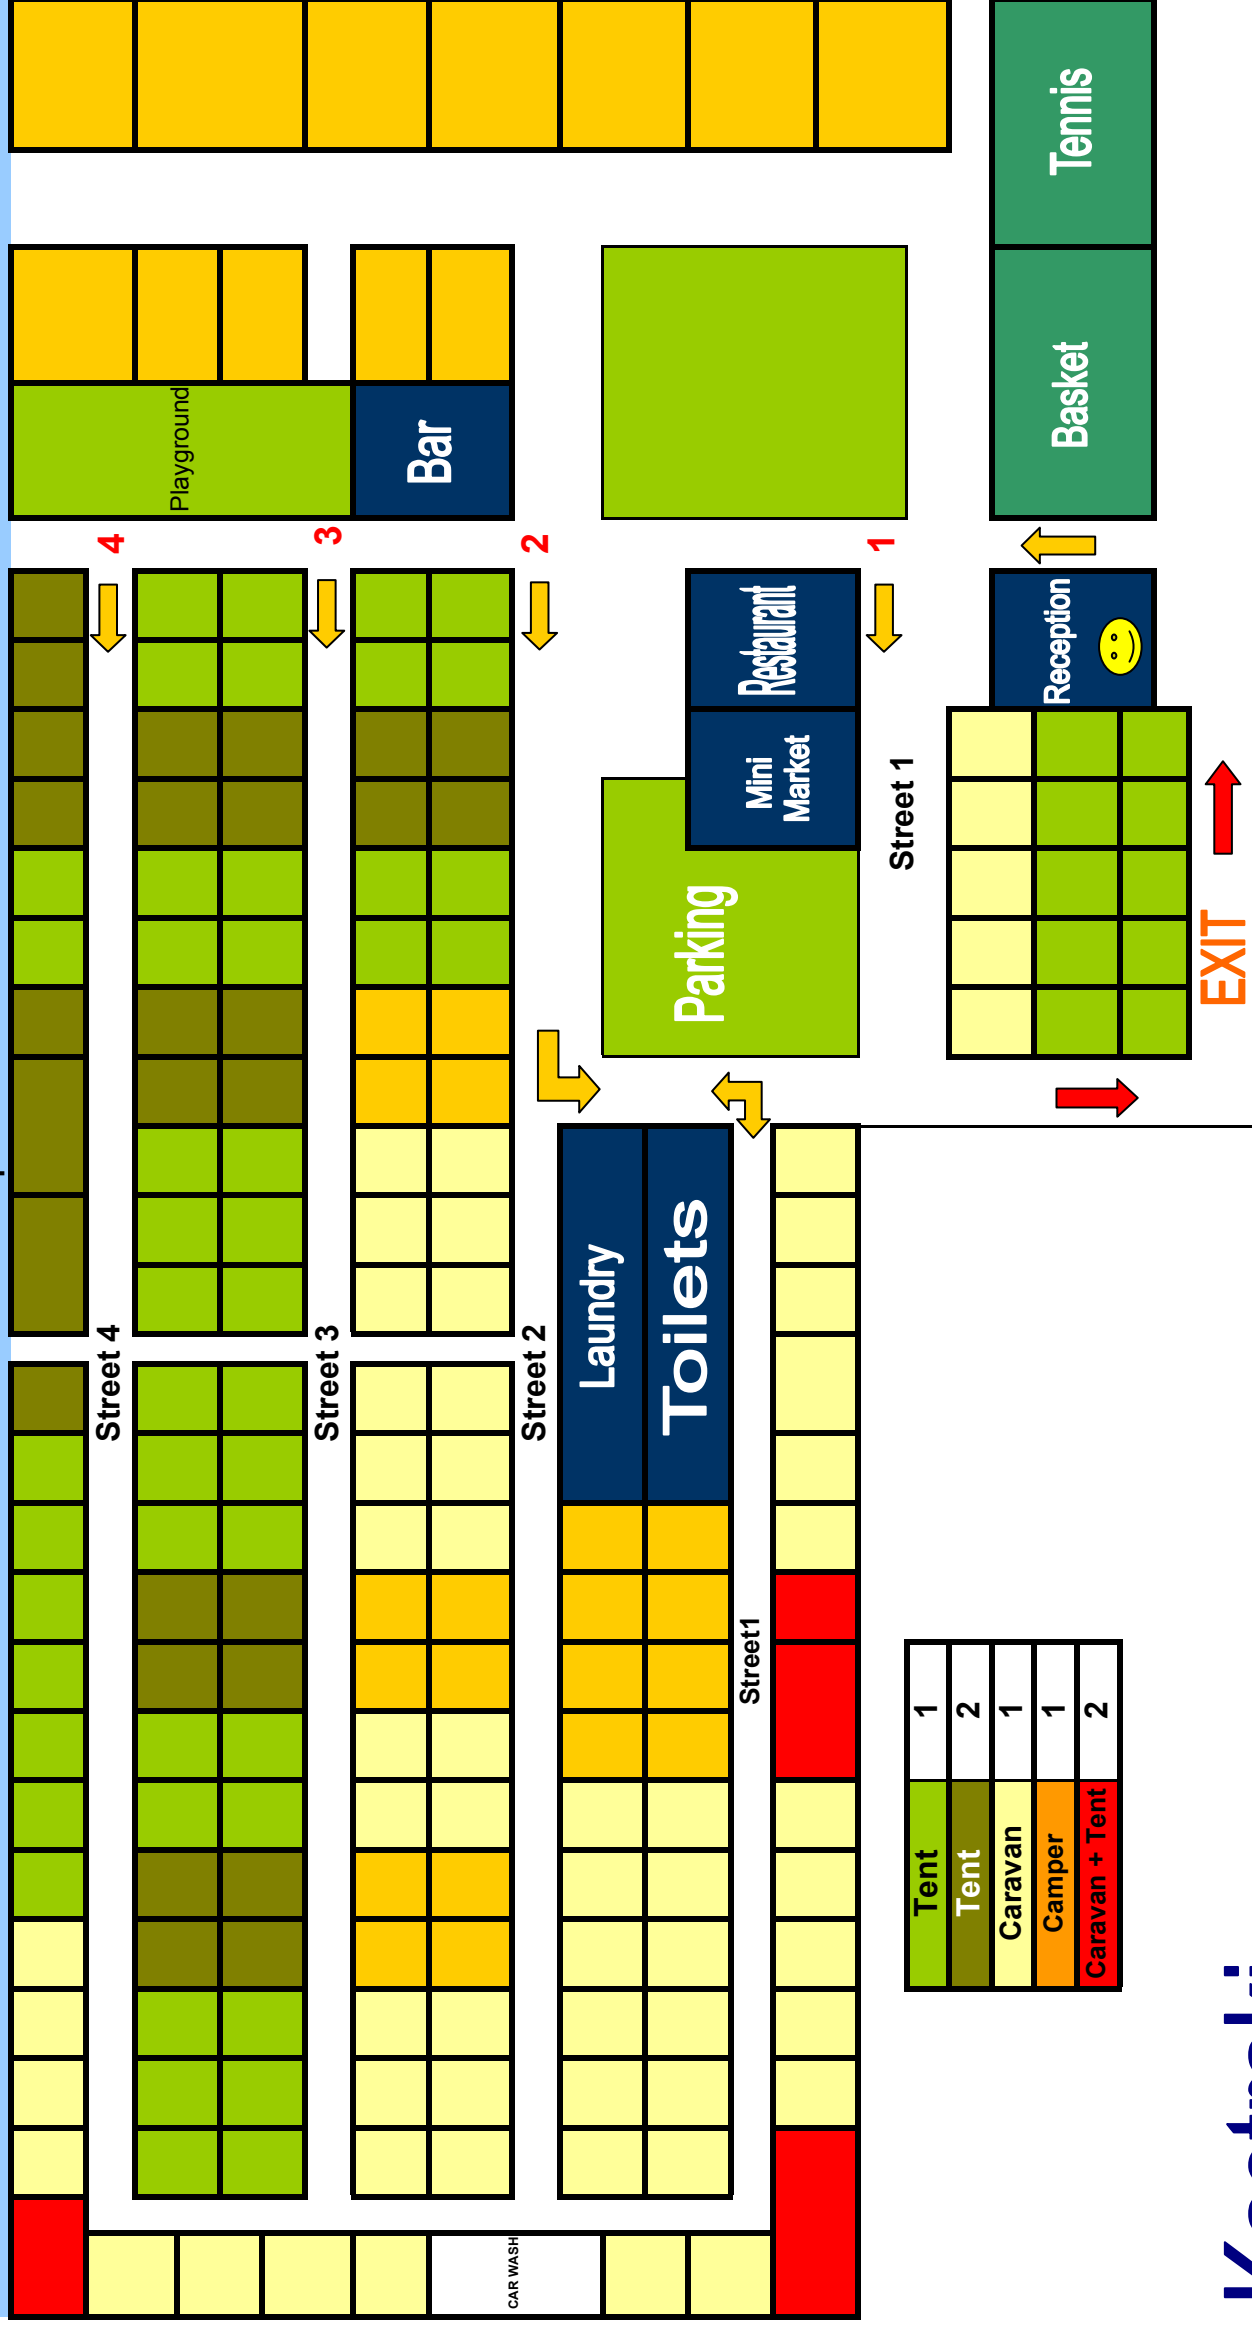 Street 4
4
Playground
Street 3
3
Bar
CAR WASH
Street 2
2
Laundry
Toilets
Parking
Street1
Mini
Market
Restaurant
1
Street 1
Tent 1
Tent 2
Caravan 1
Camper 1
Caravan + Tent 2
Reception
Basket
Tennis
EXIT